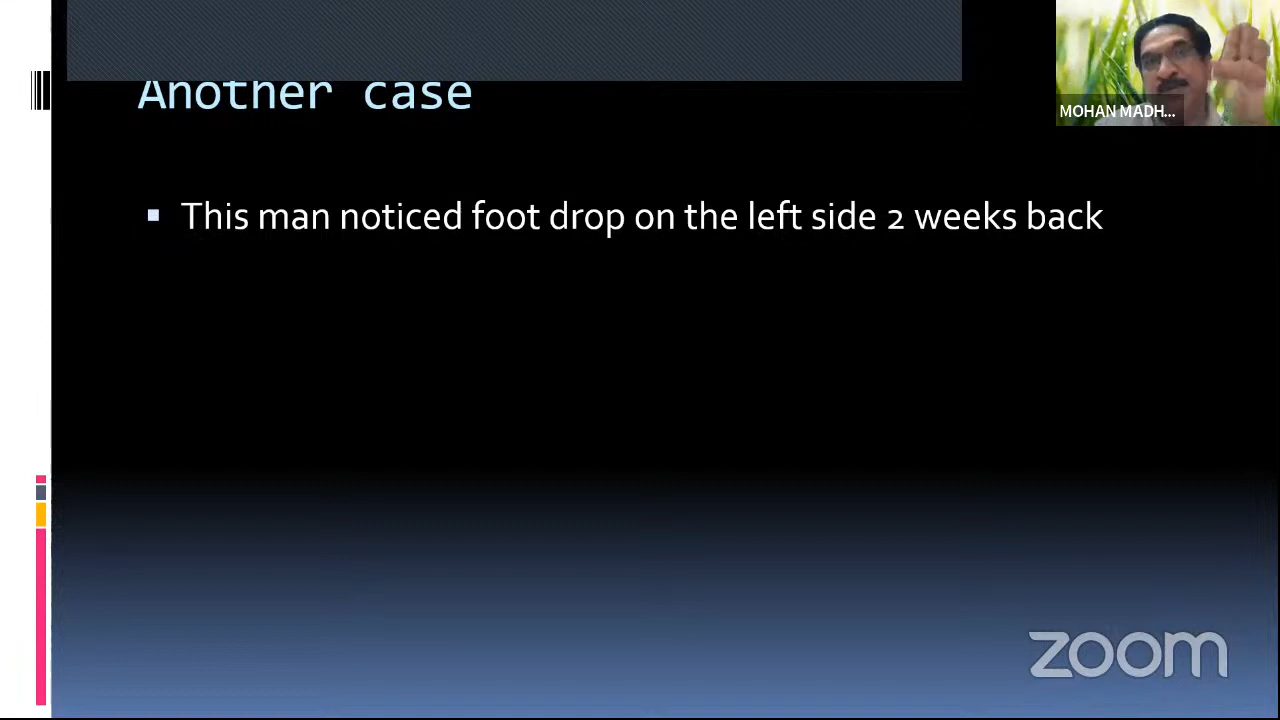 Another case
MOHAN MADH...
This man noticed foot drop on the left side 2 weeks back
zoom